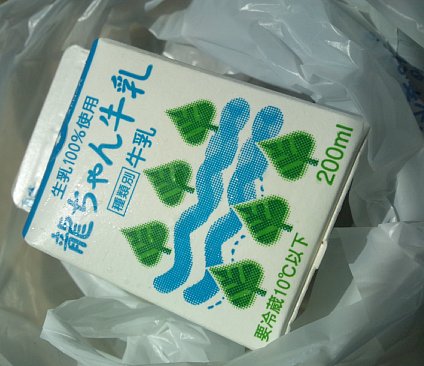 生乳100%使用
龍ちゃん牛乳
種類別 牛乳
200ml
要冷蔵10℃以下